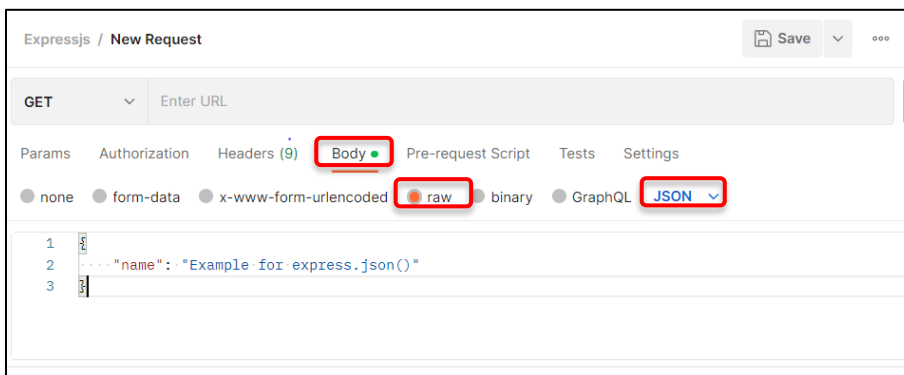 Expressjs / New Request
Save
GET
Enter URL
Params Authorization Headers (9) Body Pre-request Script Tests Settings
none form-data x-www-form-urlencoded raw binary GraphQL JSON
1 {
2 "name": "Example for express.json()"
3 }